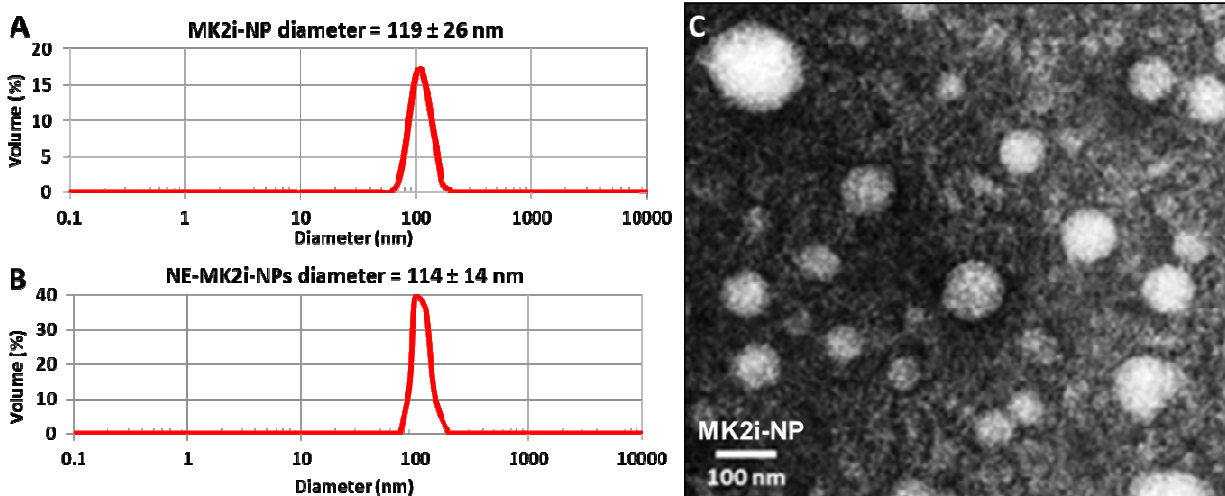 A
MK2i-NP diameter = 119 ± 26 nm
Volume (%)
20
15
10
5
0
0.1 1 10 100 1000 10000
Diameter (nm)
B
NE-MK2i-NPs diameter = 114 ± 14 nm
Volume (%)
40
30
20
10
0
0.1 1 10 100 1000 10000
Diameter (nm)
C
MK2i-NP
100 nm